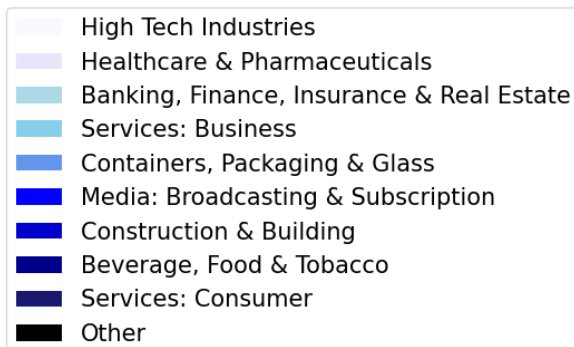 High Tech Industries
Healthcare & Pharmaceuticals
Banking, Finance, Insurance & Real Estate
Services: Business
Containers, Packaging & Glass
Media: Broadcasting & Subscription
Construction & Building
Beverage, Food & Tobacco
Services: Consumer
Other